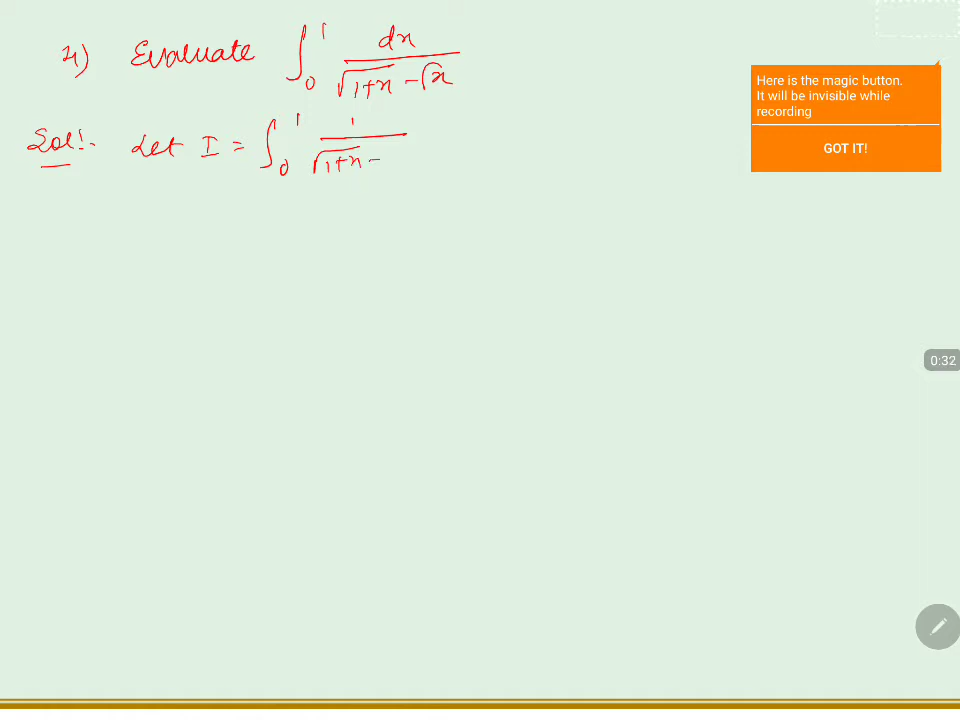 4) Evaluate ∫₀¹ dx / (√(1+x) − √x)
Sol:- Let I = ∫₀¹ 1 / (√(1+x) −
Here is the magic button.
It will be invisible while
recording
GOT IT!
0:32